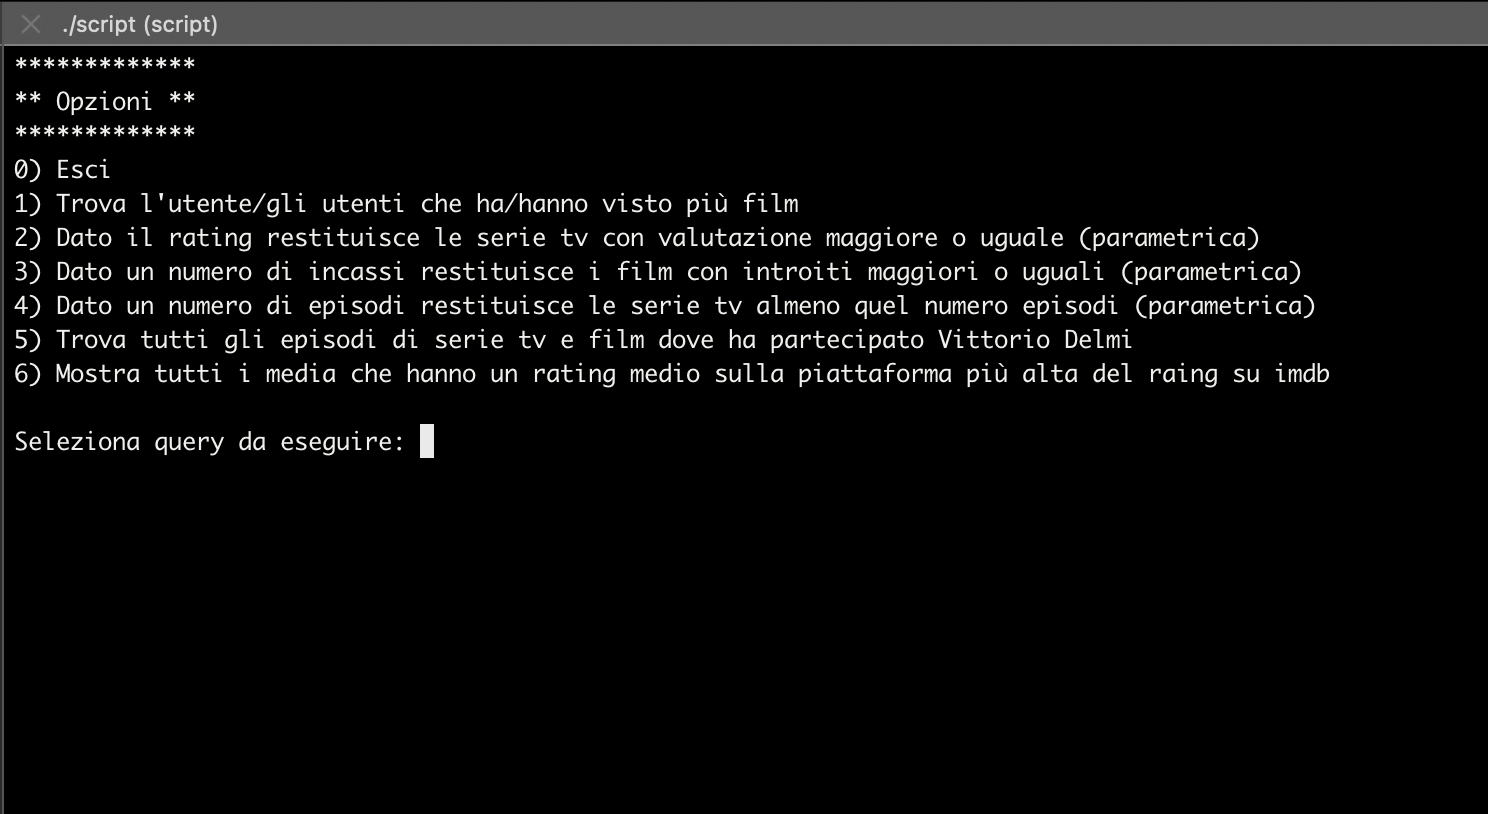 ./script (script)
*************
** Opzioni **
*************
0) Esci
1) Trova l'utente/gli utenti che ha/hanno visto più film
2) Dato il rating restituisce le serie tv con valutazione maggiore o uguale (parametrica)
3) Dato un numero di incassi restituisce i film con introiti maggiori o uguali (parametrica)
4) Dato un numero di episodi restituisce le serie tv almeno quel numero episodi (parametrica)
5) Trova tutti gli episodi di serie tv e film dove ha partecipato Vittorio Delmi
6) Mostra tutti i media che hanno un rating medio sulla piattaforma più alta del raing su imdb
Seleziona query da eseguire: